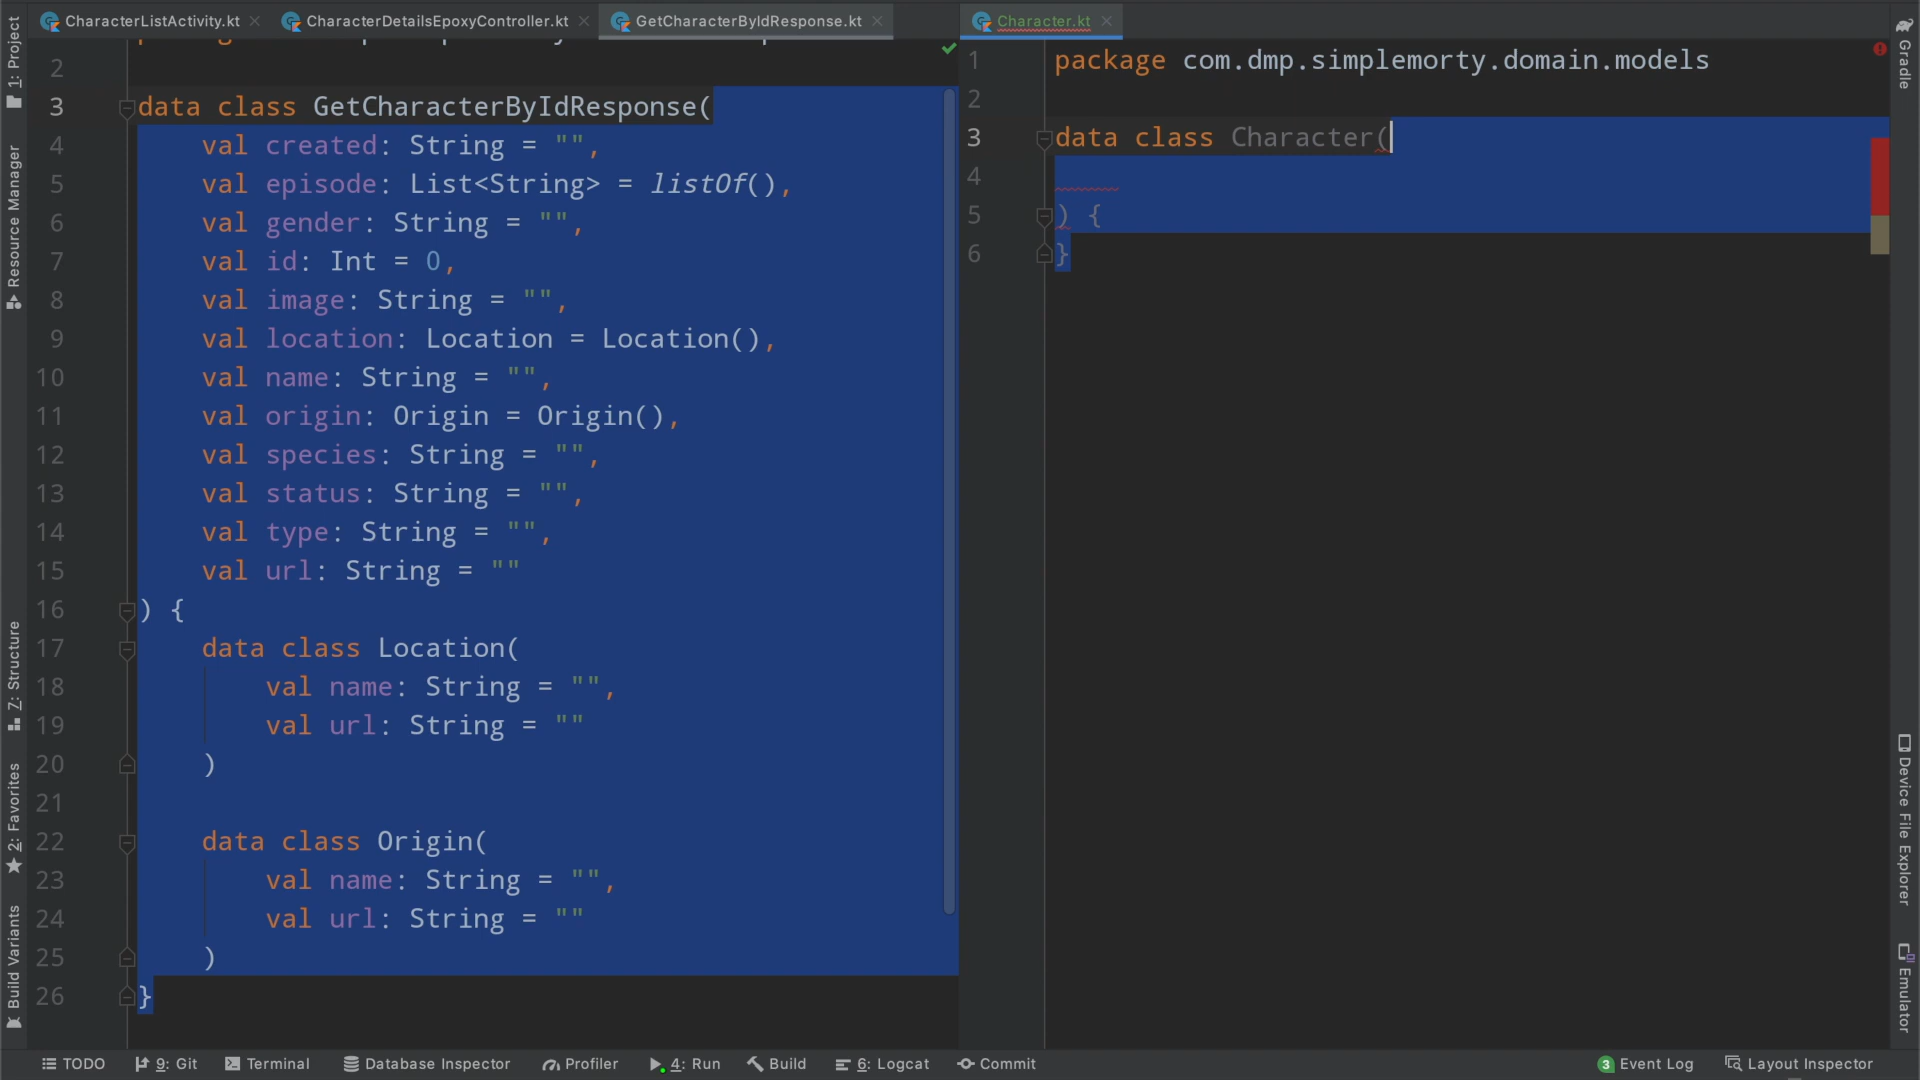 CharacterListActivity.kt
CharacterDetailsEpoxyController.kt
GetCharacterByIdResponse.kt
Character.kt
1: Project
Resource Manager
Z: Structure
2: Favorites
Build Variants
2
3 data class GetCharacterByIdResponse(
4 val created: String = "",
5 val episode: List<String> = listOf(),
6 val gender: String = "",
7 val id: Int = 0,
8 val image: String = "",
9 val location: Location = Location(),
10 val name: String = "",
11 val origin: Origin = Origin(),
12 val species: String = "",
13 val status: String = "",
14 val type: String = "",
15 val url: String = ""
16 ) {
17 data class Location(
18 val name: String = "",
19 val url: String = ""
20 )
21
22 data class Origin(
23 val name: String = "",
24 val url: String = ""
25 )
26 }
1 package com.dmp.simplemorty.domain.models
2
3 data class Character(
4
5 ) {
6 }
Gradle
Device File Explorer
Emulator
TODO
9: Git
Terminal
Database Inspector
Profiler
4: Run
Build
6: Logcat
Commit
3 Event Log
Layout Inspector